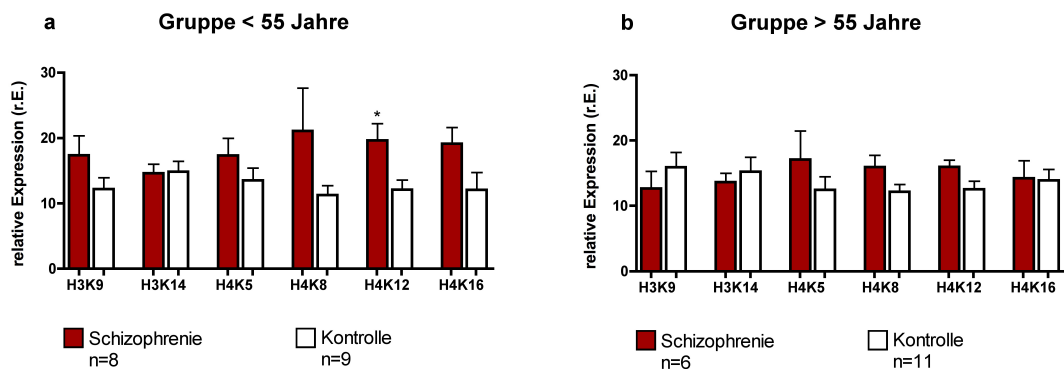 a
Gruppe < 55 Jahre
relative Expression (r.E.)
30
20
10
0
H3K9 H3K14 H4K5 H4K8 H4K12 H4K16
*
Schizophrenie
n=8
Kontrolle
n=9
b
Gruppe > 55 Jahre
relative Expression (r.E.)
30
20
10
0
H3K9 H3K14 H4K5 H4K8 H4K12 H4K16
Schizophrenie
n=6
Kontrolle
n=11